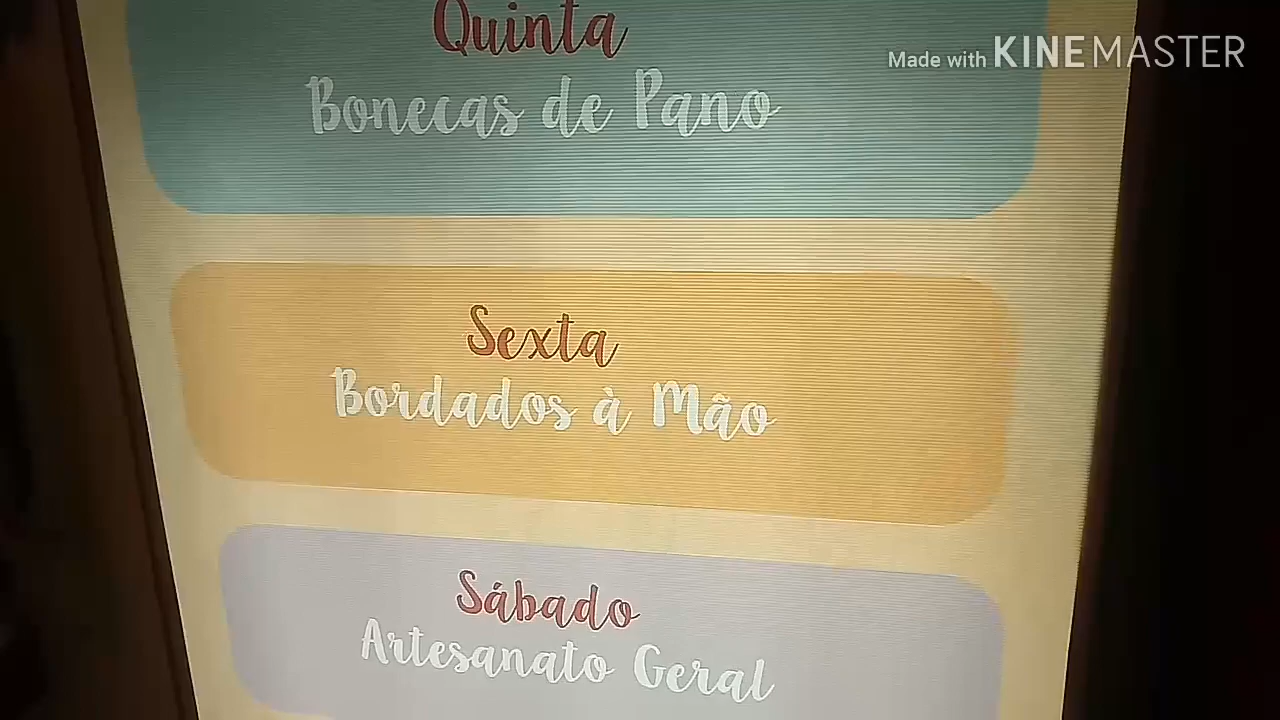 Quinta
Made with KINEMASTER
Bonecas de Pano
Sexta
Bordados à Mão
Sábado
Artesanato Geral